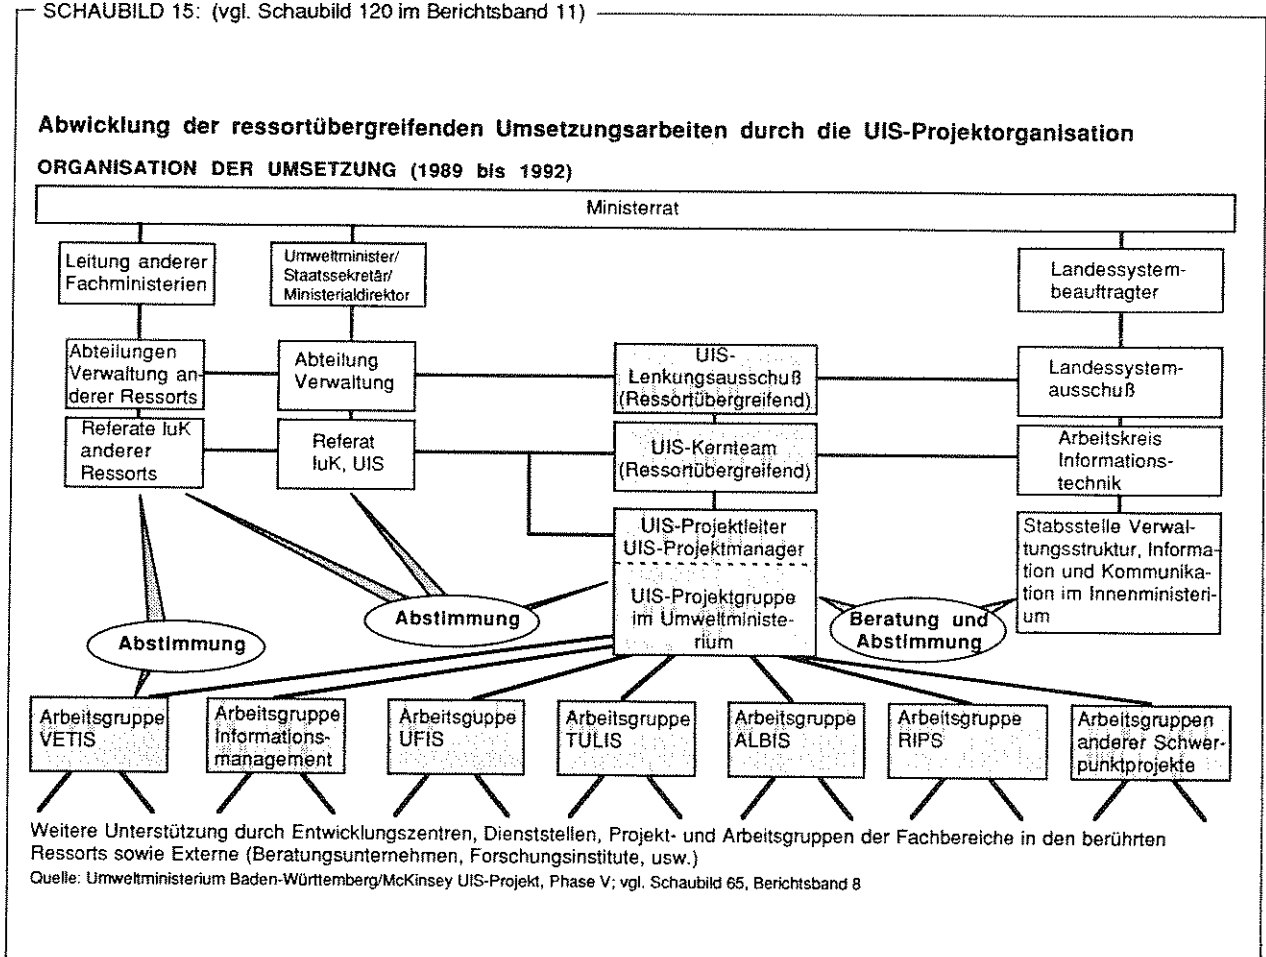 SCHAUBILD 15: (vgl. Schaubild 120 im Berichtsband 11)
Abwicklung der ressortübergreifenden Umsetzungsarbeiten durch die UIS-Projektorganisation
ORGANISATION DER UMSETZUNG (1989 bis 1992)
Ministerrat
Leitung anderer
Fachministerien
Umweltminister/
Staatssekretär/
Ministerialdirektor
Landessystem-
beauftragter
Abteilungen
Verwaltung an-
derer Ressorts
Abteilung
Verwaltung
UIS-
Lenkungsausschuß
(Ressortübergreifend)
Landessystem-
ausschuß
Referate IuK
anderer
Ressorts
Referat
IuK, UIS
UIS-Kernteam
(Ressortübergreifend)
Arbeitskreis
Informations-
technik
UIS-Projektleiter
UIS-Projektmanager
UIS-Projektgruppe
im Umweltministe-
rium
Stabsstelle Verwal-
tungsstruktur, Informa-
tion und Kommunika-
tion im Innenministeri-
um
Abstimmung
Abstimmung
Beratung und
Abstimmung
Arbeitsgruppe
VETIS
Arbeitsgruppe
Informations-
management
Arbeitsguppe
UFIS
Arbeitsgruppe
TULIS
Arbeitsgruppe
ALBIS
Arbeitsgruppe
RIPS
Arbeitsgruppen
anderer Schwer-
punktprojekte
Weitere Unterstützung durch Entwicklungszentren, Dienststellen, Projekt- und Arbeitsgruppen der Fachbereiche in den berührten
Ressorts sowie Externe (Beratungsunternehmen, Forschungsinstitute, usw.)
Quelle: Umweltministerium Baden-Württemberg/McKinsey UIS-Projekt, Phase V; vgl. Schaubild 65, Berichtsband 8